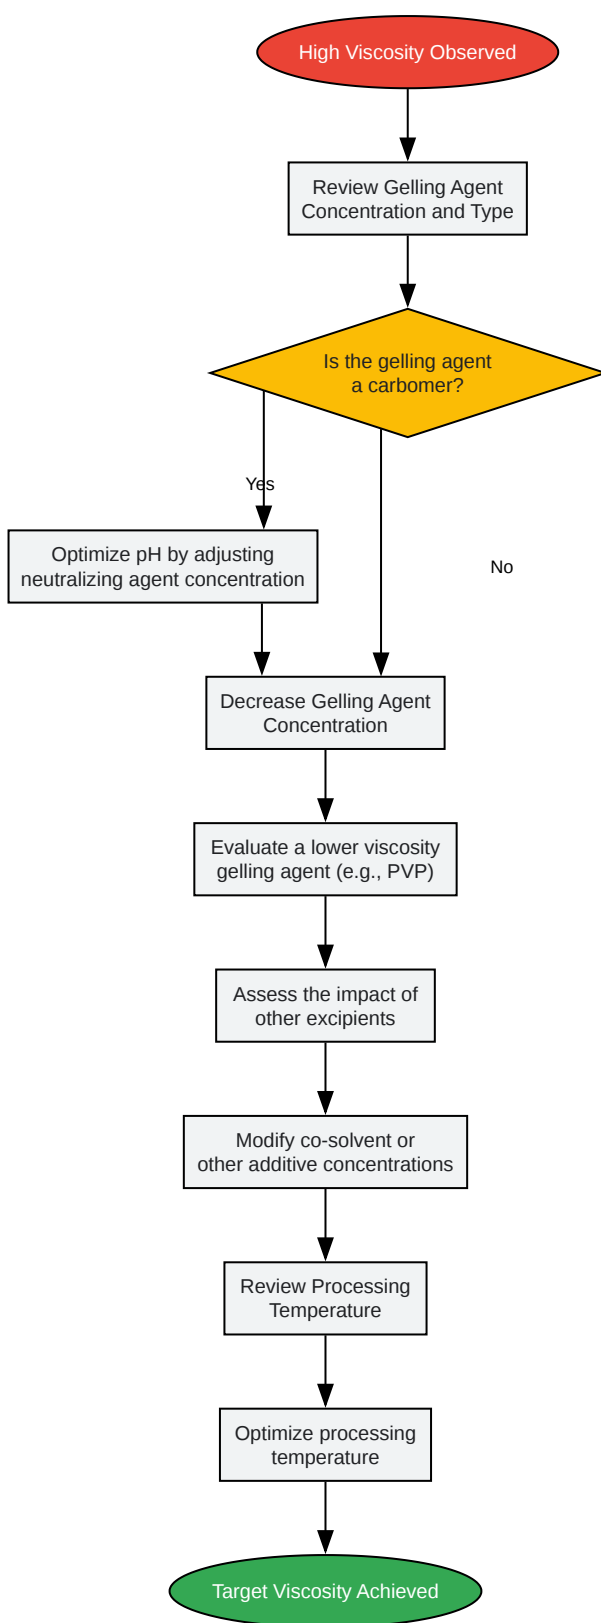 High Viscosity Observed
Review Gelling Agent
Concentration and Type
Is the gelling agent
a carbomer?
Yes
Optimize pH by adjusting
neutralizing agent concentration
No
Decrease Gelling Agent
Concentration
Evaluate a lower viscosity
gelling agent (e.g., PVP)
Assess the impact of
other excipients
Modify co-solvent or
other additive concentrations
Review Processing
Temperature
Optimize processing
temperature
Target Viscosity Achieved